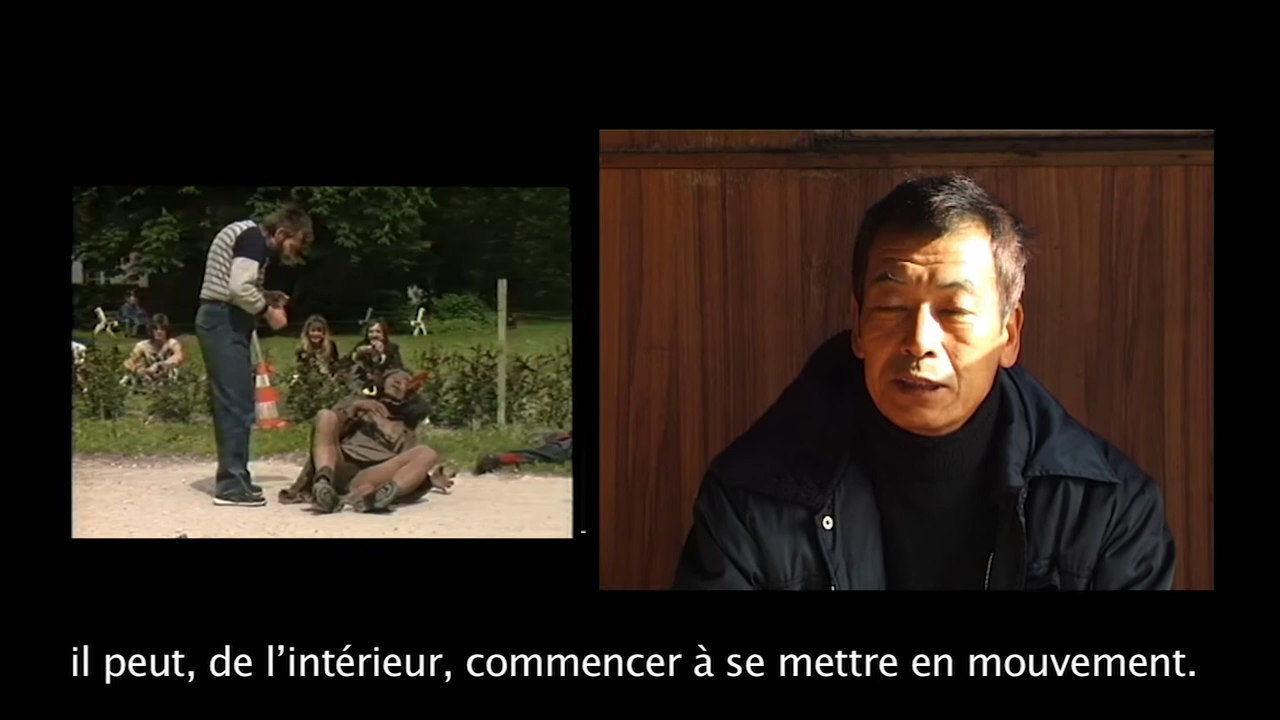 il peut, de l’intérieur, commencer à se mettre en mouvement.